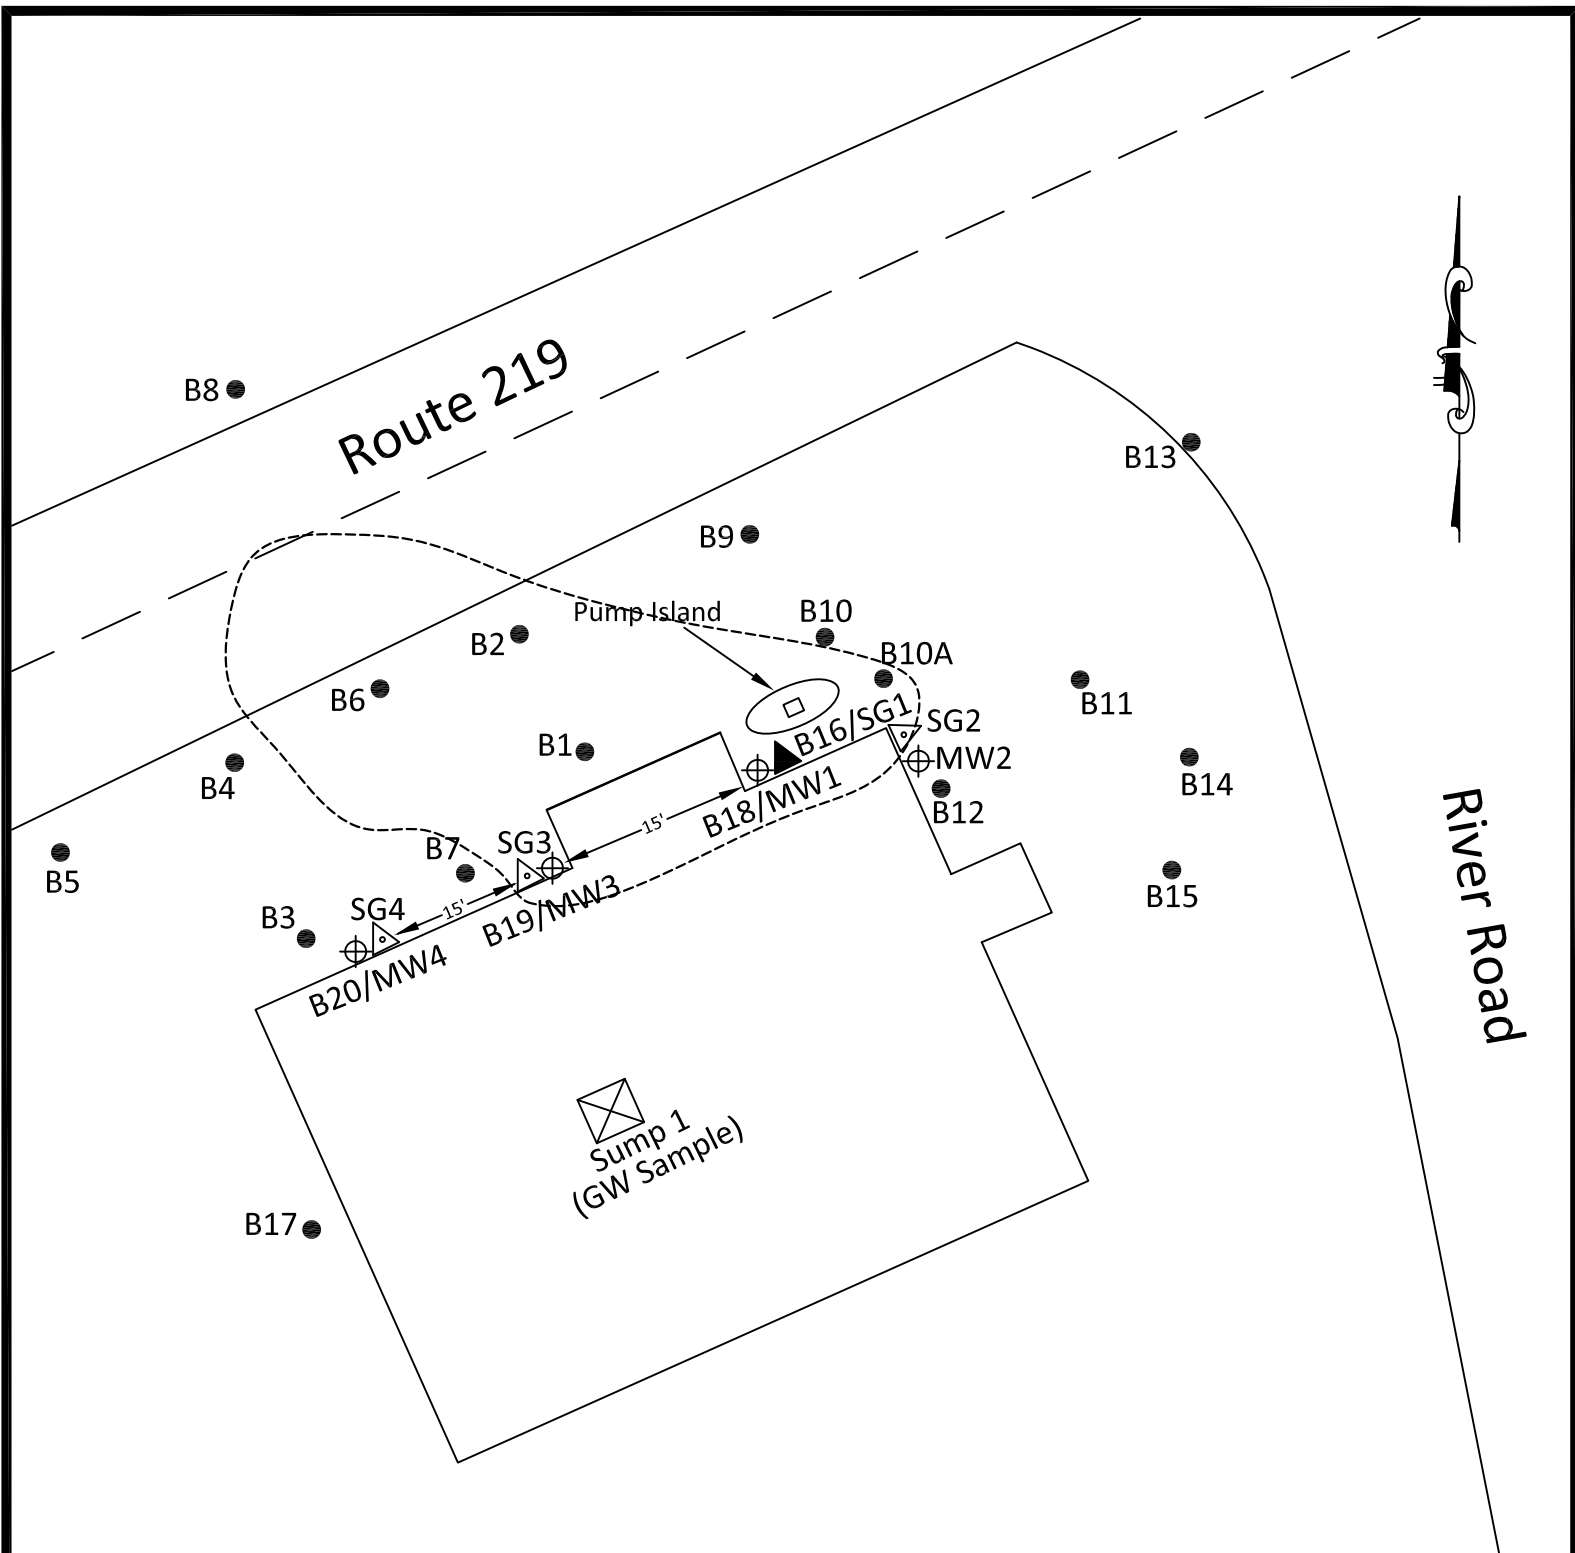 Route 219
B8
B13
B9
Pump Island
B10
B2
B10A
B6
B11
B16/SG1
SG2
B1
MW2
B4
B14
B18/MW1
B12
15'
River Road
B7
SG3
B5
B15
B19/MW3
15'
SG4
B3
B20/MW4
Sump 1
(GW Sample)
B17